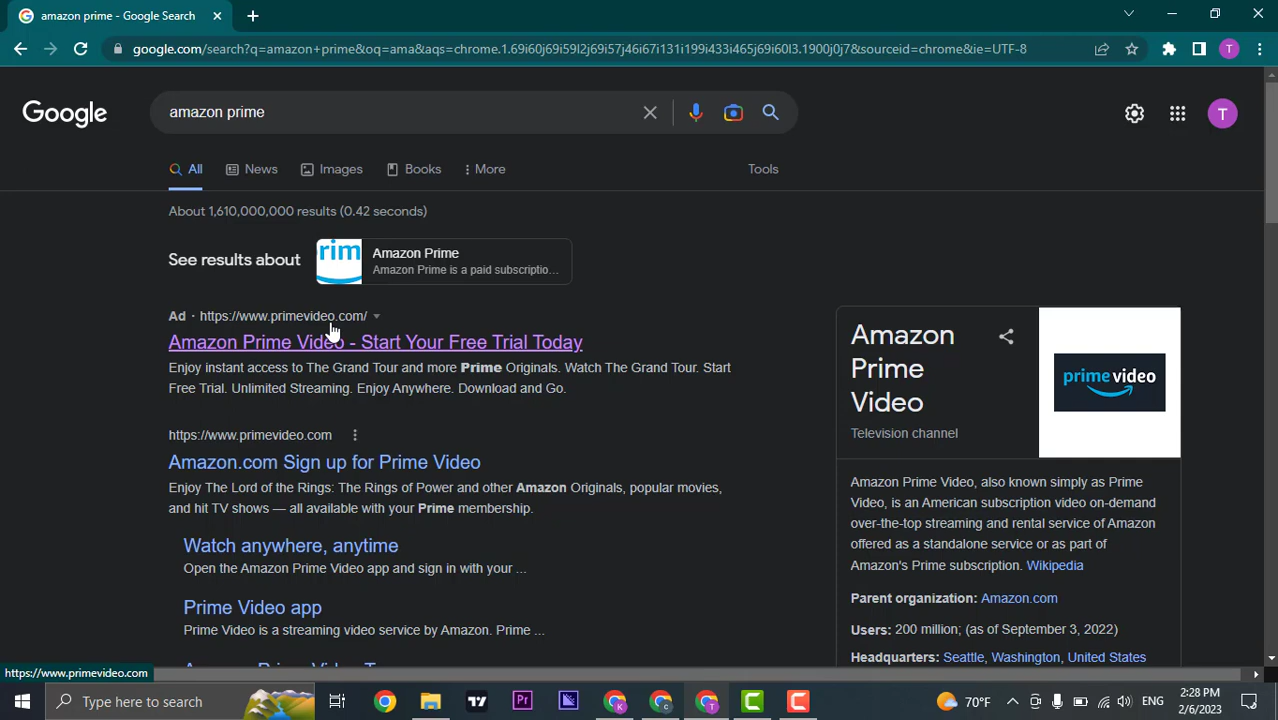 amazon prime - Google Search
google.com/search?q=amazon+prime&oq=ama&aqs=chrome.1.69i60j69i59l2j69i57j46i67i131i199i433i465j69i60l3.1900j0j7&sourceid=chrome&ie=UTF-8
T
Google
amazon prime
T
All
News
Images
Books
More
Tools
About 1,610,000,000 results (0.42 seconds)
See results about
rim
Amazon Prime
Amazon Prime is a paid subscriptio...
Ad · https://www.primevideo.com/
Amazon Prime Video - Start Your Free Trial Today
Enjoy instant access to The Grand Tour and more Prime Originals. Watch The Grand Tour. Start
Free Trial. Unlimited Streaming. Enjoy Anywhere. Download and Go.
https://www.primevideo.com
Amazon.com Sign up for Prime Video
Enjoy The Lord of the Rings: The Rings of Power and other Amazon Originals, popular movies,
and hit TV shows — all available with your Prime membership.
Watch anywhere, anytime
Open the Amazon Prime Video app and sign in with your ...
Prime Video app
Prime Video is a streaming video service by Amazon. Prime ...
Amazon
Prime
Video
Television channel
prime video
Amazon Prime Video, also known simply as Prime
Video, is an American subscription video on-demand
over-the-top streaming and rental service of Amazon
offered as a standalone service or as part of
Amazon's Prime subscription. Wikipedia
Parent organization: Amazon.com
Users: 200 million; (as of September 3, 2022)
Headquarters: Seattle, Washington, United States
https://www.primevideo.com
Type here to search
Pr
K
C
T
70°F
ENG
2:28 PM
2/6/2023